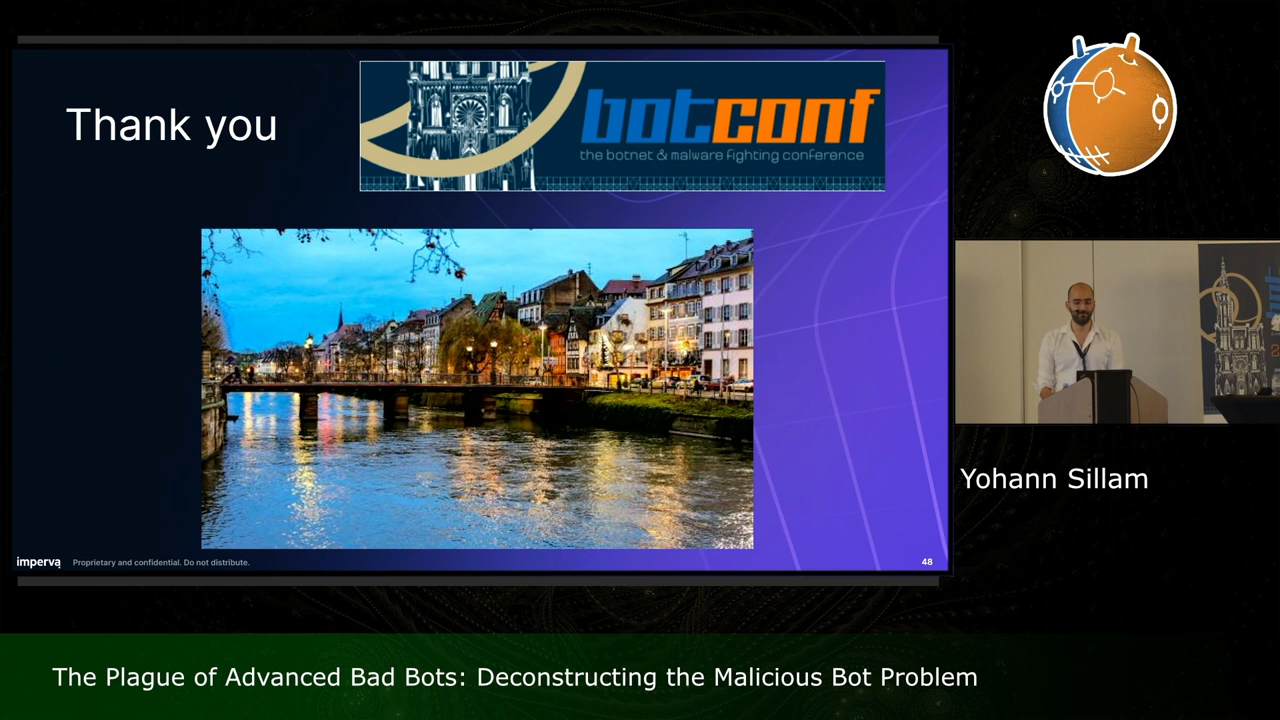 Thank you
botconf
the botnet & malware fighting conference
imperva
Proprietary and confidential. Do not distribute.
48
Yohann Sillam
The Plague of Advanced Bad Bots: Deconstructing the Malicious Bot Problem